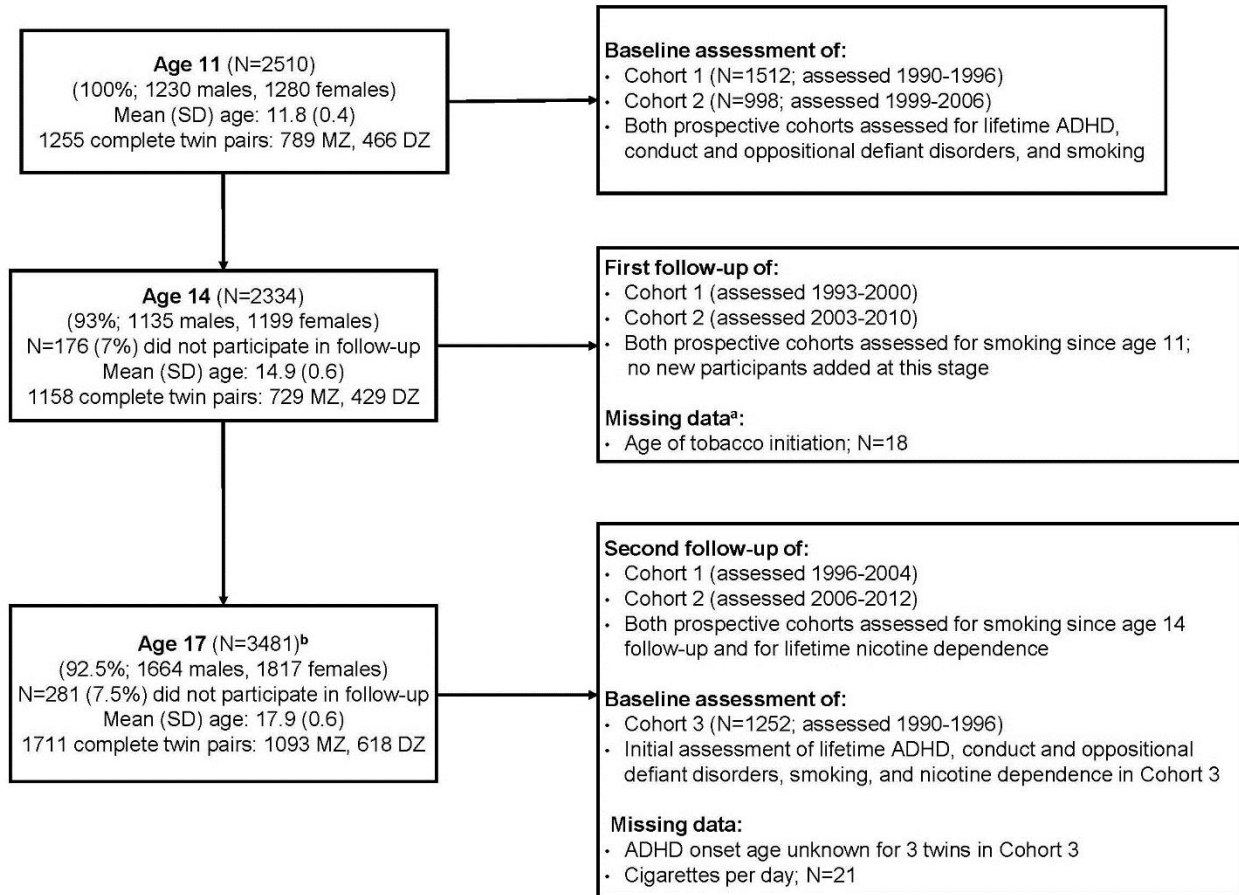 Age 11 (N=2510)
(100%; 1230 males, 1280 females)
Mean (SD) age: 11.8 (0.4)
1255 complete twin pairs: 789 MZ, 466 DZ
Baseline assessment of:
· Cohort 1 (N=1512; assessed 1990-1996)
· Cohort 2 (N=998; assessed 1999-2006)
· Both prospective cohorts assessed for lifetime ADHD,
conduct and oppositional defiant disorders, and smoking
Age 14 (N=2334)
(93%; 1135 males, 1199 females)
N=176 (7%) did not participate in follow-up
Mean (SD) age: 14.9 (0.6)
1158 complete twin pairs: 729 MZ, 429 DZ
First follow-up of:
· Cohort 1 (assessed 1993-2000)
· Cohort 2 (assessed 2003-2010)
· Both prospective cohorts assessed for smoking since age 11;
no new participants added at this stage
Missing dataᵃ:
· Age of tobacco initiation; N=18
Age 17 (N=3481)ᵇ
(92.5%; 1664 males, 1817 females)
N=281 (7.5%) did not participate in follow-up
Mean (SD) age: 17.9 (0.6)
1711 complete twin pairs: 1093 MZ, 618 DZ
Second follow-up of:
· Cohort 1 (assessed 1996-2004)
· Cohort 2 (assessed 2006-2012)
· Both prospective cohorts assessed for smoking since age 14
follow-up and for lifetime nicotine dependence
Baseline assessment of:
· Cohort 3 (N=1252; assessed 1990-1996)
· Initial assessment of lifetime ADHD, conduct and oppositional
defiant disorders, smoking, and nicotine dependence in Cohort 3
Missing data:
· ADHD onset age unknown for 3 twins in Cohort 3
· Cigarettes per day; N=21